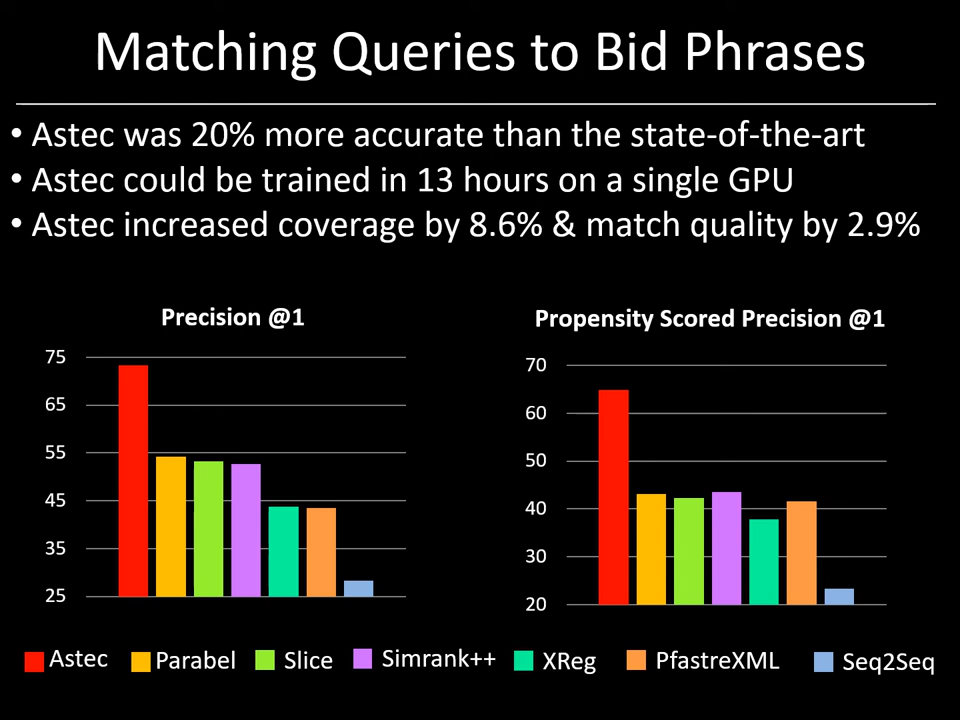 Matching Queries to Bid Phrases
• Astec was 20% more accurate than the state-of-the-art
• Astec could be trained in 13 hours on a single GPU
• Astec increased coverage by 8.6% & match quality by 2.9%
Precision @1
75
65
55
45
35
25
Propensity Scored Precision @1
70
60
50
40
30
20
Astec Parabel Slice Simrank++ XReg PfastreXML Seq2Seq